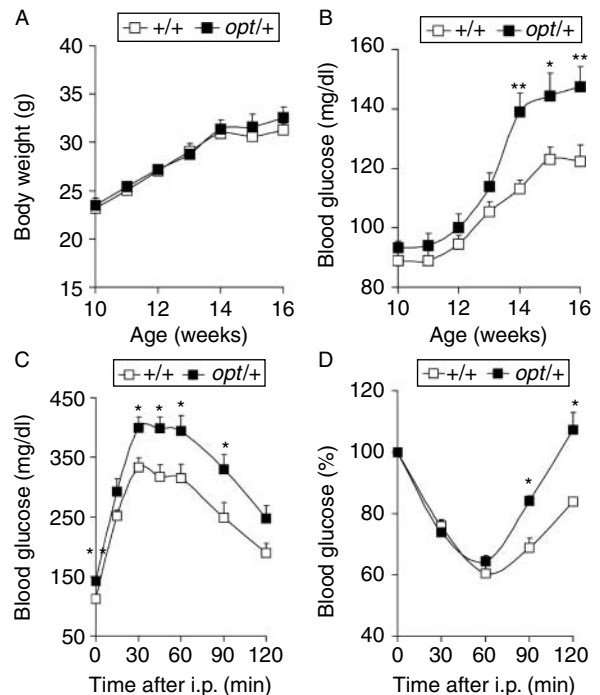 A
+/+ opt/+
Body weight (g)
40
35
30
25
20
15
10 12 14 16
Age (weeks)
B
+/+ opt/+
Blood glucose (mg/dl)
160
140
120
100
80
** * **
10 12 14 16
Age (weeks)
C
+/+ opt/+
Blood glucose (mg/dl)
450
350
250
150
50
* * * *
* *
0 30 60 90 120
Time after i.p. (min)
D
+/+ opt/+
Blood glucose (%)
120
100
80
60
40
* *
0 30 60 90 120
Time after i.p. (min)